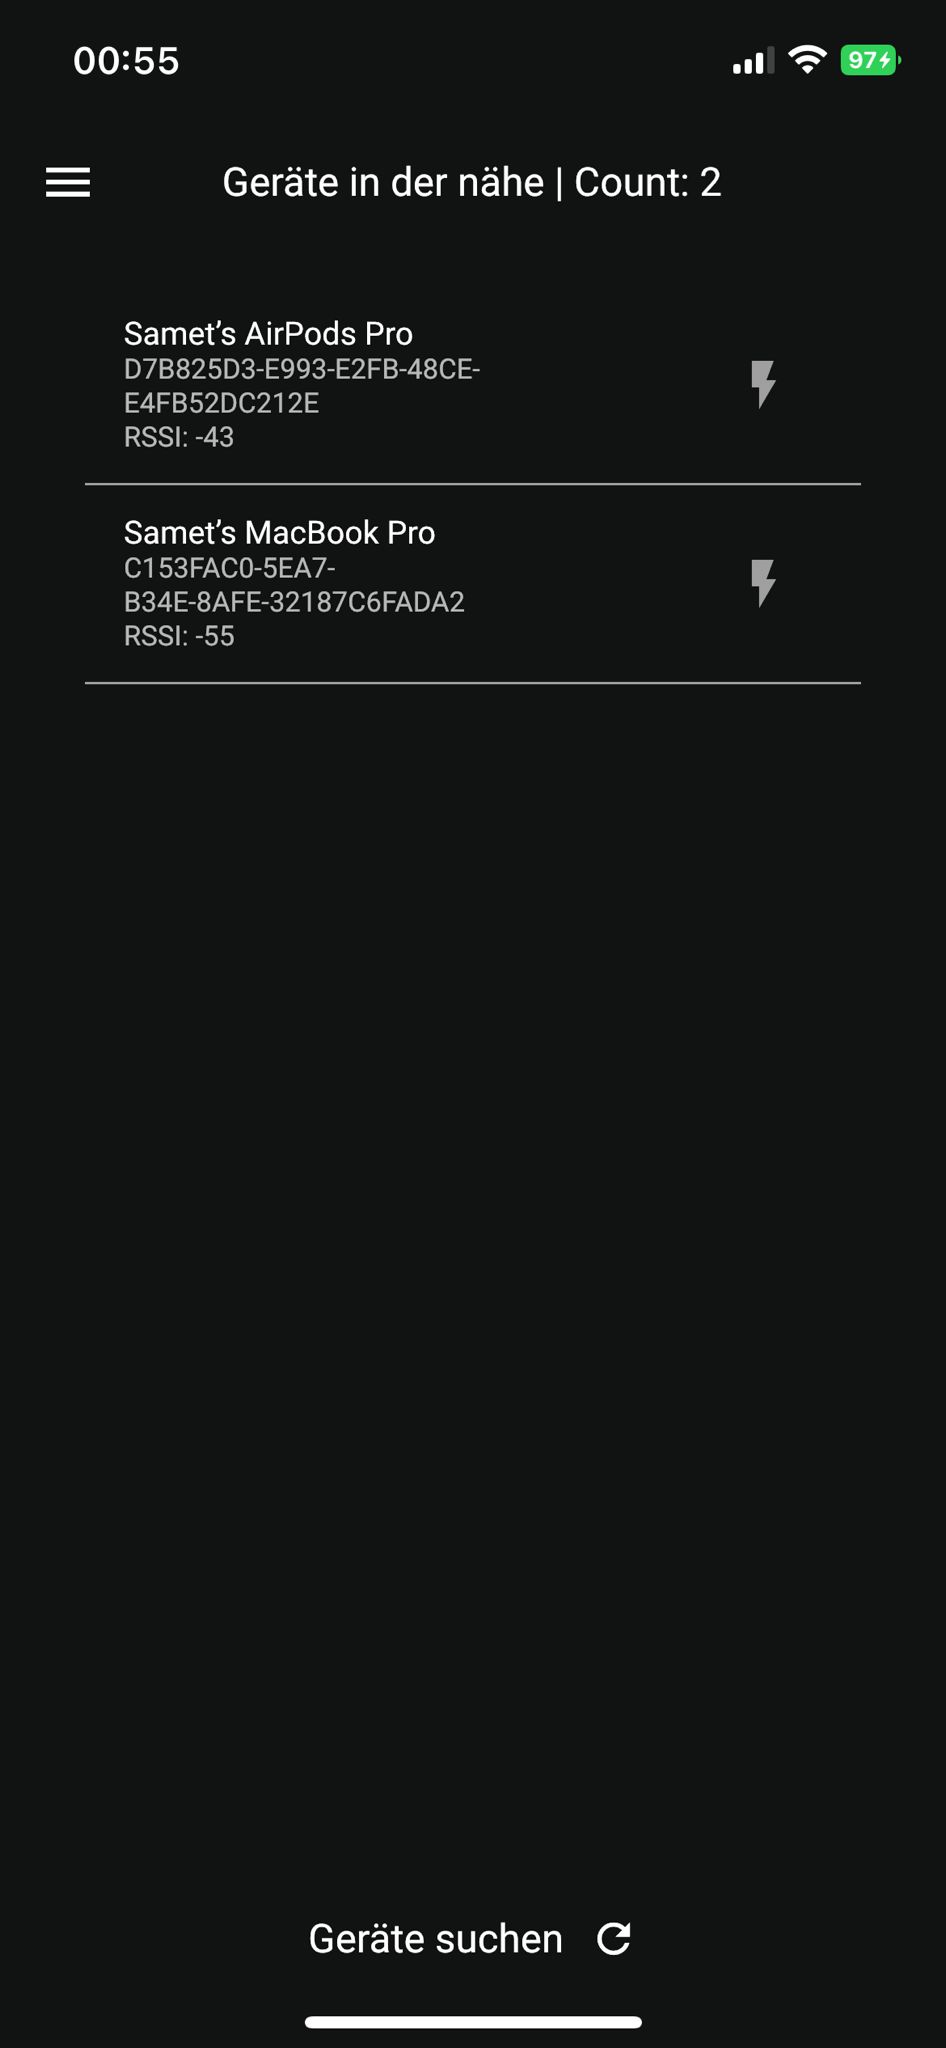 00:55
97
Geräte in der nähe | Count: 2
Samet’s AirPods Pro
D7B825D3-E993-E2FB-48CE-
E4FB52DC212E
RSSI: -43
Samet’s MacBook Pro
C153FAC0-5EA7-
B34E-8AFE-32187C6FADA2
RSSI: -55
Geräte suchen